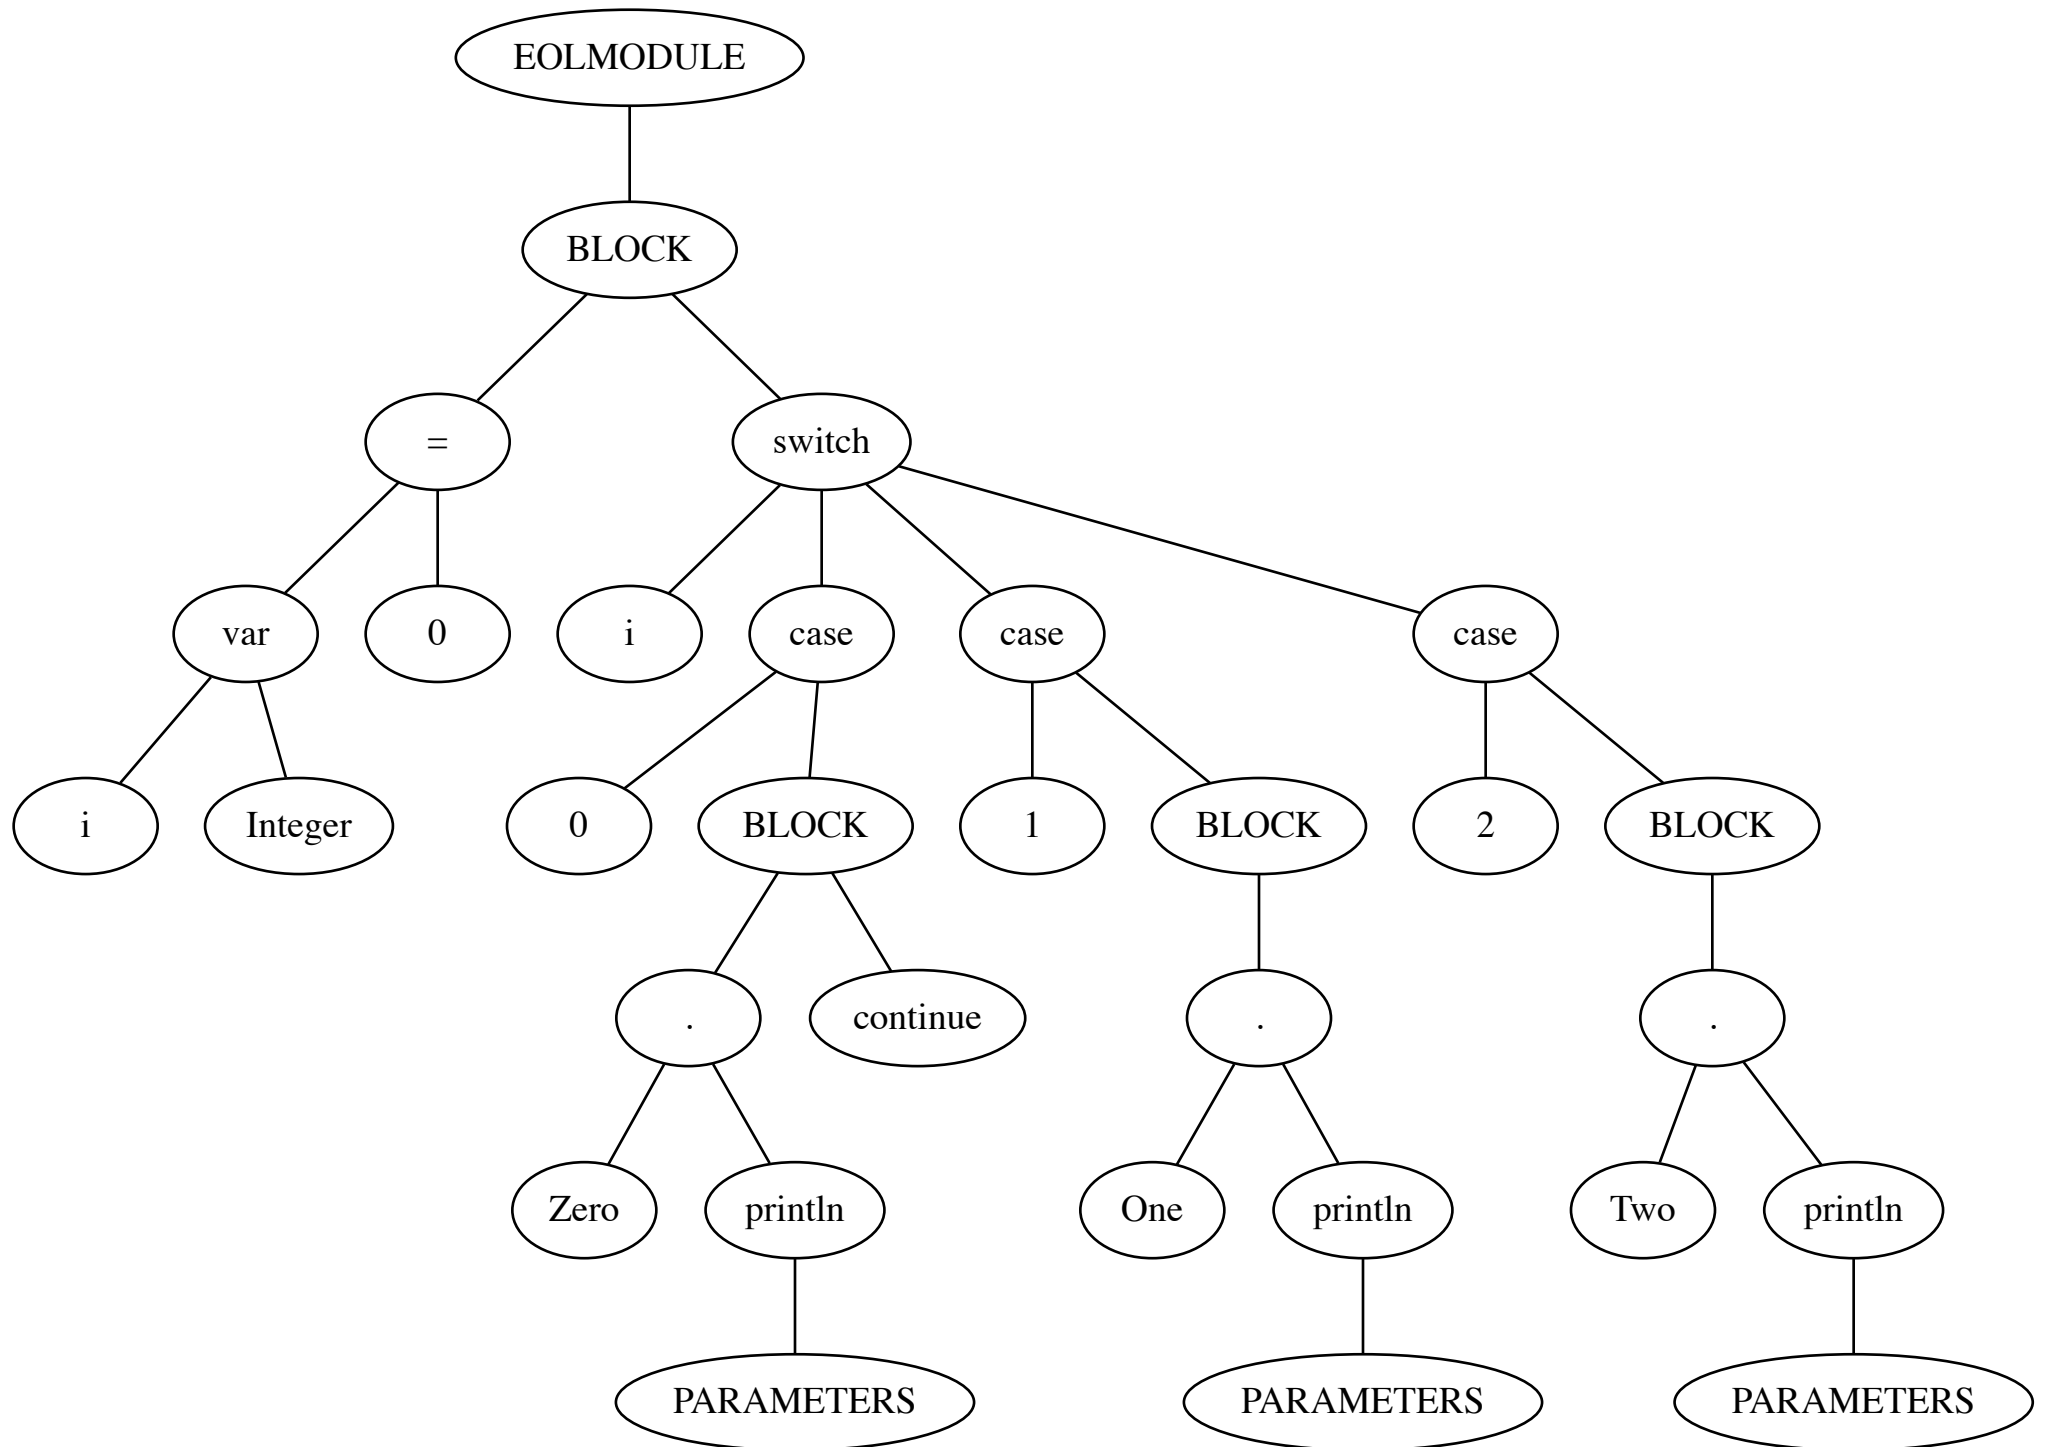 EOLMODULE
BLOCK
= switch
var 0 i case case case
i Integer 0 BLOCK 1 BLOCK 2 BLOCK
. continue . .
Zero println One println Two println
PARAMETERS PARAMETERS PARAMETERS